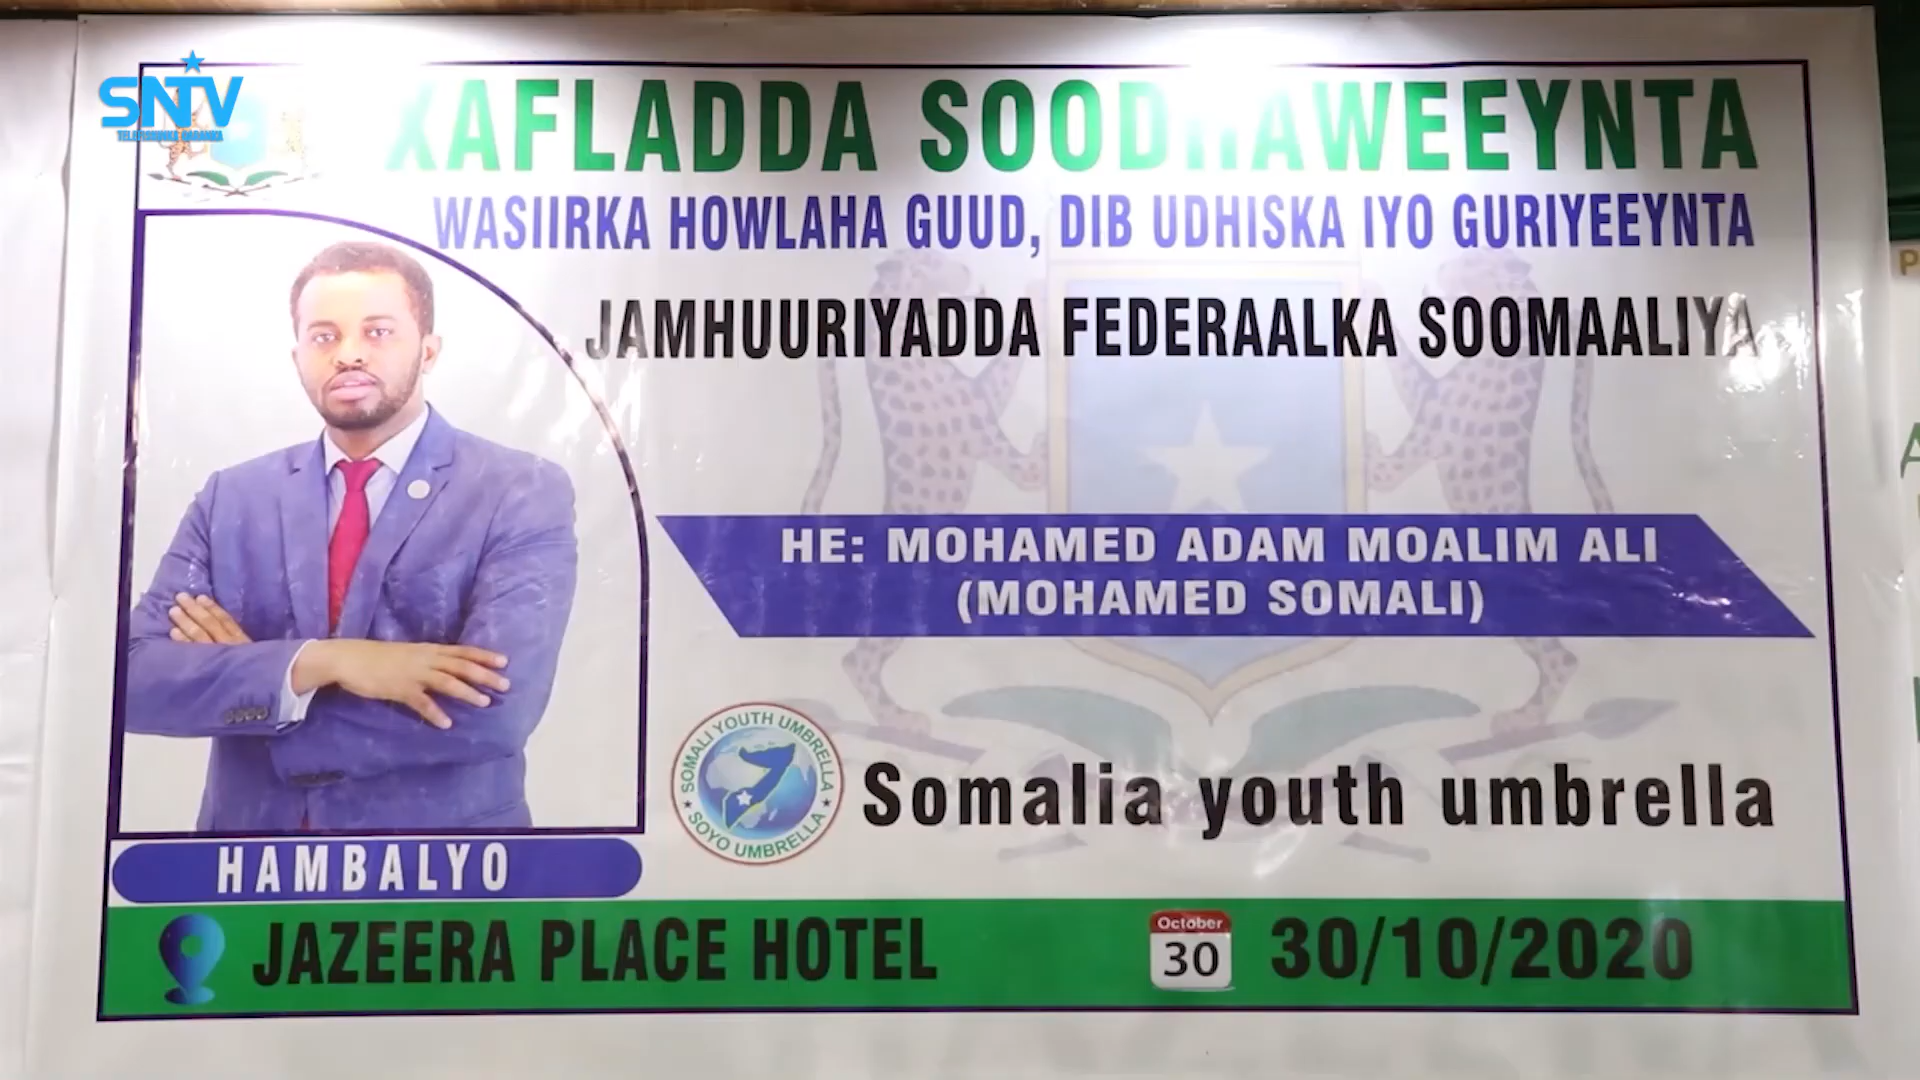 SNTV
XAFLADDA SOODHAWEEYNTA
WASIIRKA HOWLAHA GUUD, DIB UDHISKA IYO GURIYEEYNTA
JAMHUURIYADDA FEDERAALKA SOOMAALIYA
HE: MOHAMED ADAM MOALIM ALI
(MOHAMED SOMALI)
SOMALI YOUTH UMBRELLA
SOYO UMBRELLA
Somalia youth umbrella
HAMBALYO
JAZEERA PLACE HOTEL
October
30
30/10/2020